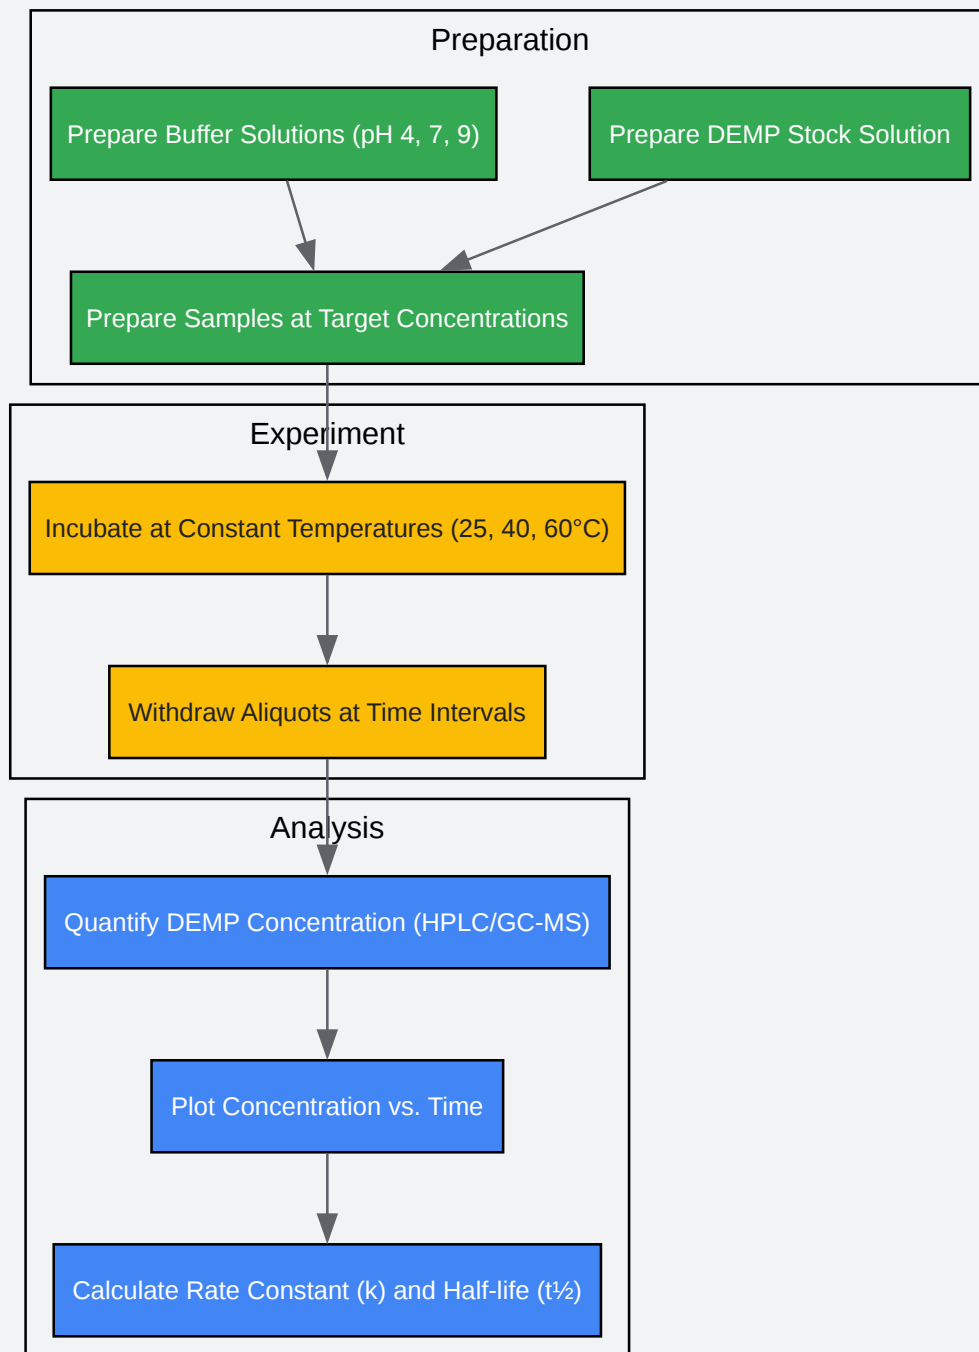 Preparation
Prepare Buffer Solutions (pH 4, 7, 9)
Prepare DEMP Stock Solution
Prepare Samples at Target Concentrations
Experiment
Incubate at Constant Temperatures (25, 40, 60°C)
Withdraw Aliquots at Time Intervals
Analysis
Quantify DEMP Concentration (HPLC/GC-MS)
Plot Concentration vs. Time
Calculate Rate Constant (k) and Half-life (t½)